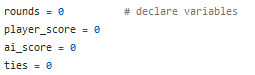 rounds = 0          # declare variables
player_score = 0
ai_score = 0
ties = 0